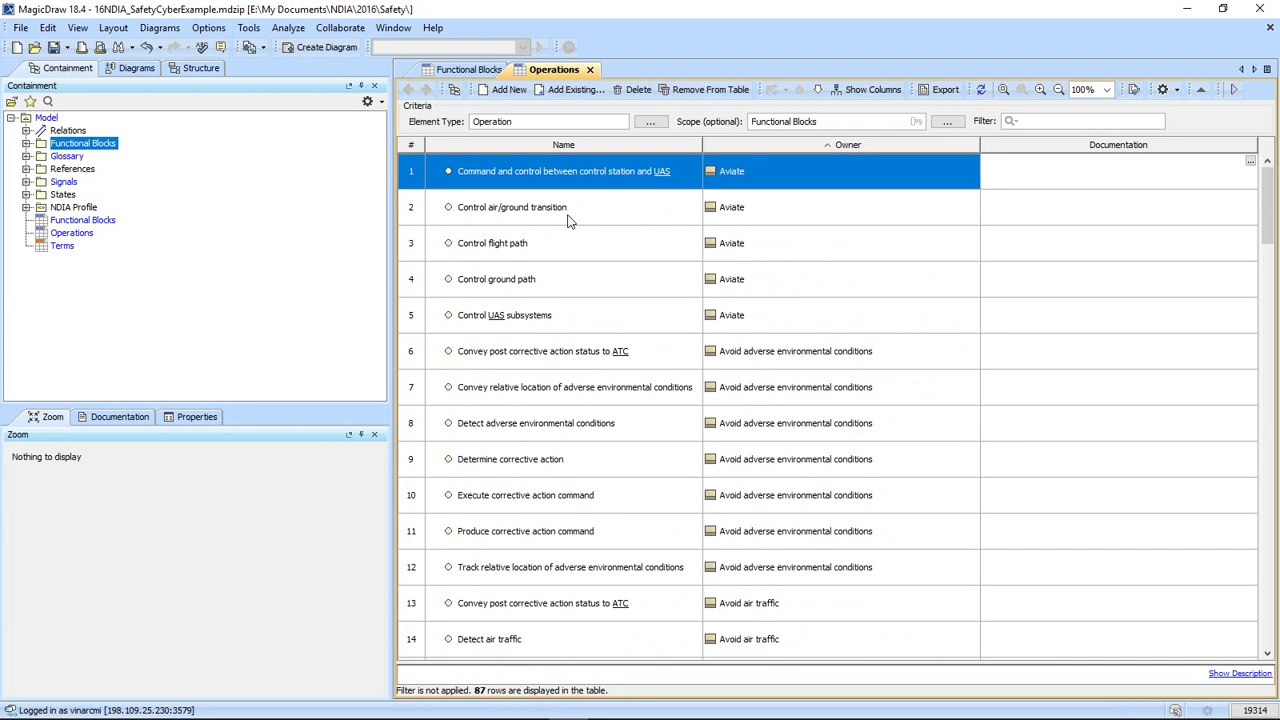 MagicDraw 18.4 - 16NDIA_SafetyCyberExample.mdzip [E:\My Documents\NDIA\2016\Safety\]
File Edit View Layout Diagrams Options Tools Analyze Collaborate Window Help
Create Diagram
Containment Diagrams Structure
Containment
Model
Relations
Functional Blocks
Glossary
References
Signals
States
NDIA Profile
Functional Blocks
Operations
Terms
Zoom Documentation Properties
Zoom
Nothing to display
Functional Blocks Operations
Add New Add Existing... Delete Remove From Table Show Columns Export 100%
Criteria
Element Type: Operation ... Scope (optional): Functional Blocks ... Filter:
# Name Owner Documentation
1 Command and control between control station and UAS Aviate
2 Control air/ground transition Aviate
3 Control flight path Aviate
4 Control ground path Aviate
5 Control UAS subsystems Aviate
6 Convey post corrective action status to ATC Avoid adverse environmental conditions
7 Convey relative location of adverse environmental conditions Avoid adverse environmental conditions
8 Detect adverse environmental conditions Avoid adverse environmental conditions
9 Determine corrective action Avoid adverse environmental conditions
10 Execute corrective action command Avoid adverse environmental conditions
11 Produce corrective action command Avoid adverse environmental conditions
12 Track relative location of adverse environmental conditions Avoid adverse environmental conditions
13 Convey post corrective action status to ATC Avoid air traffic
14 Detect air traffic Avoid air traffic
Show Description
Filter is not applied. 87 rows are displayed in the table.
Logged in as vinarcmi [198.109.25.230:3579] 19314